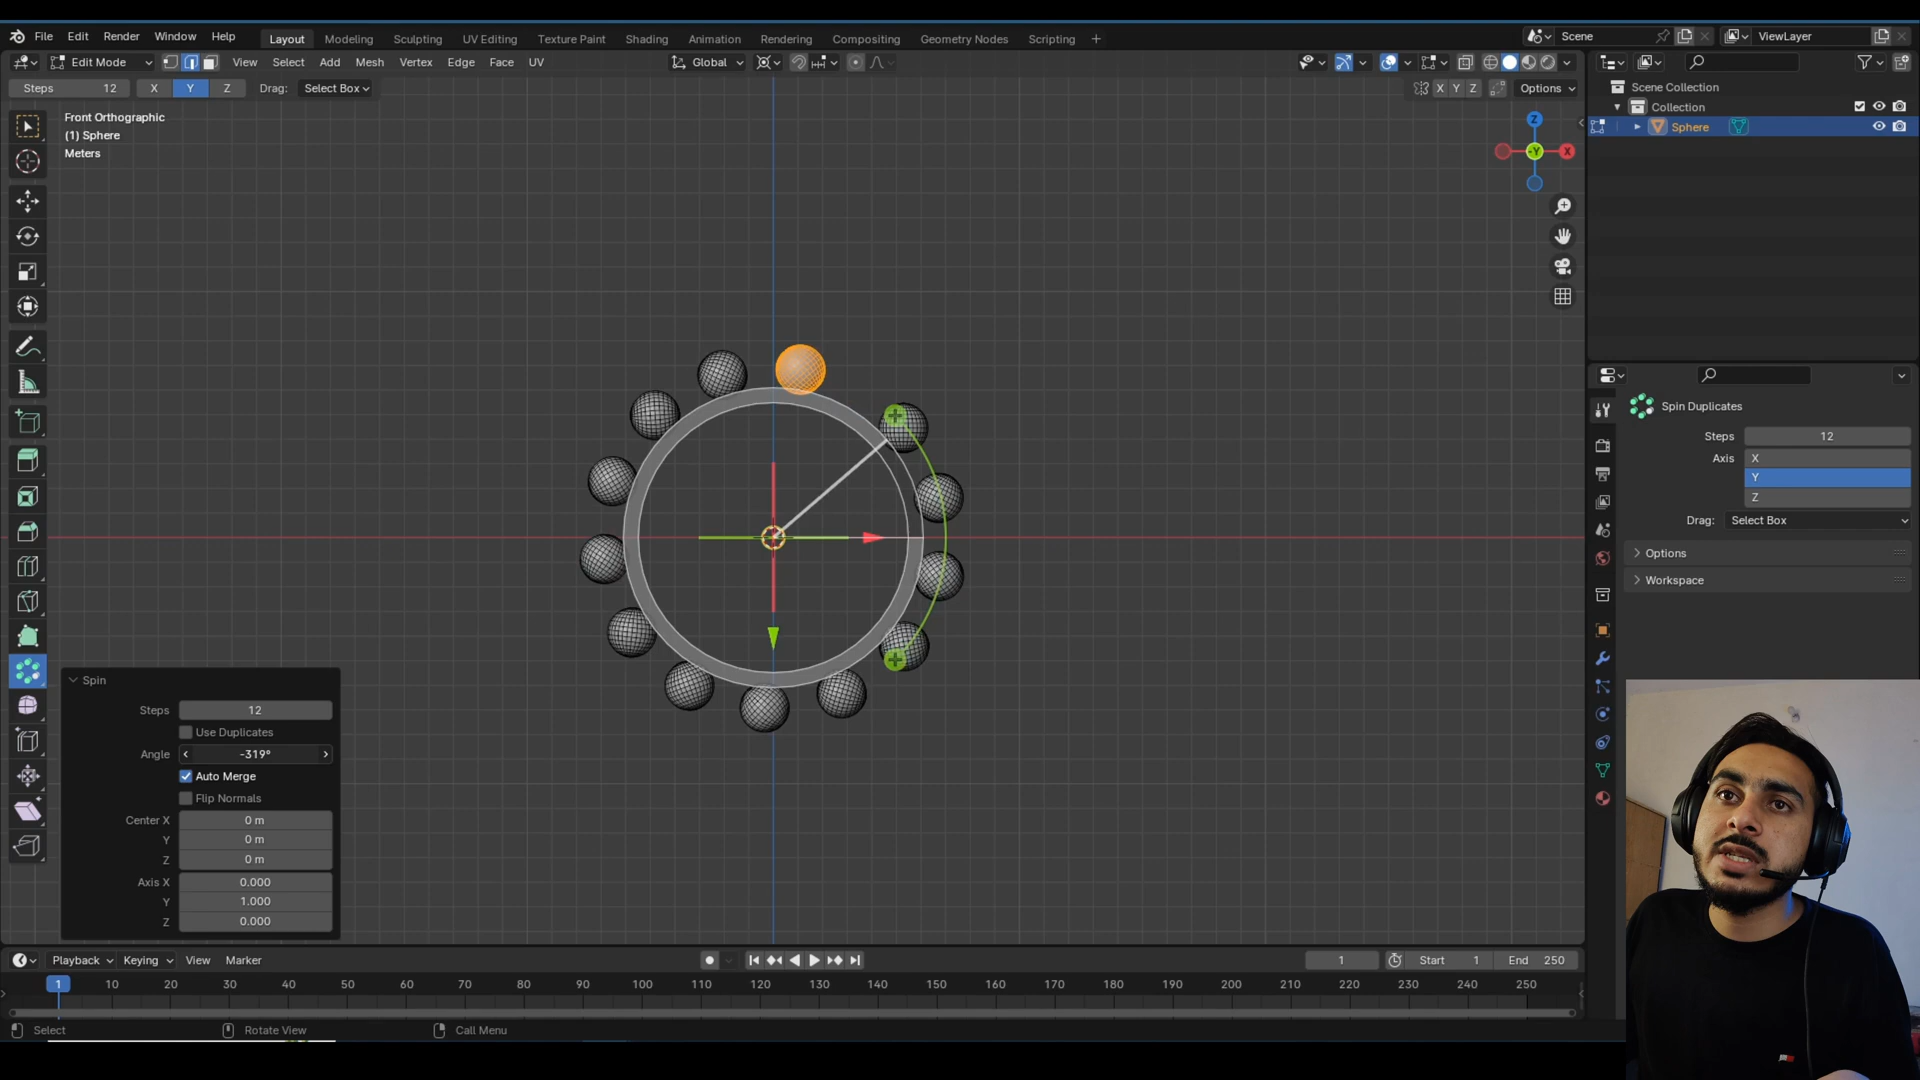 File Edit Render Window Help Layout Modeling Sculpting UV Editing Texture Paint Shading Animation Rendering Compositing Geometry Nodes Scripting + Scene ViewLayer
Edit Mode View Select Add Mesh Vertex Edge Face UV Global
Steps 12 X Y Z Drag: Select Box X Y Z Options
Front Orthographic
(1) Sphere
Meters
Z
-Y
X
Scene Collection
Collection
Sphere
Spin Duplicates
Steps 12
Axis X
Y
Z
Drag: Select Box
Options
Workspace
Spin
Steps 12
Use Duplicates
Angle -319°
Auto Merge
Flip Normals
Center X 0 m
Y 0 m
Z 0 m
Axis X 0.000
Y 1.000
Z 0.000
Playback Keying View Marker 1 Start 1 End 250
1 10 20 30 40 50 60 70 80 90 100 110 120 130 140 150 160 170 180 190 200 210 220 230 240 250
Select Rotate View Call Menu